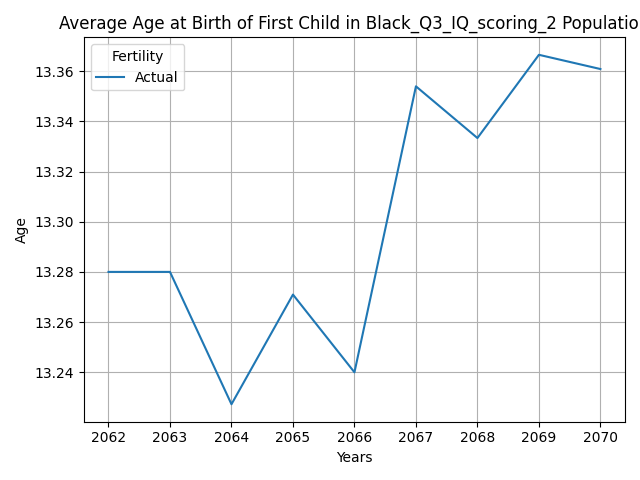 Average Age at Birth of First Child in Black_Q3_IQ_scoring_2 Populatio
Fertility
Actual
Age
13.36
13.34
13.32
13.30
13.28
13.26
13.24
2062 2063 2064 2065 2066 2067 2068 2069 2070
Years